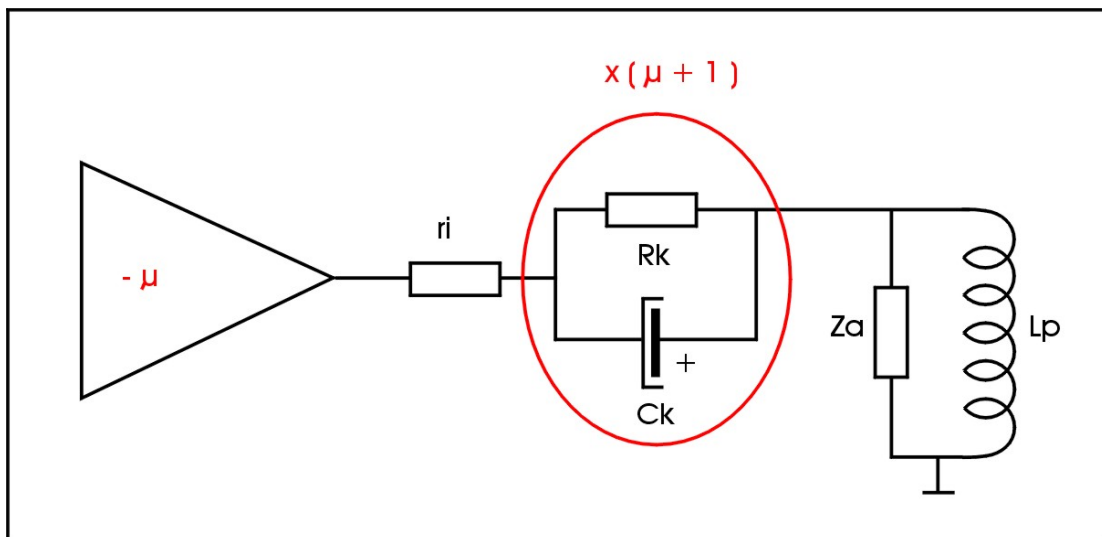 x ( µ + 1 )
ri
Rk
- µ
Za
Lp
+
Ck